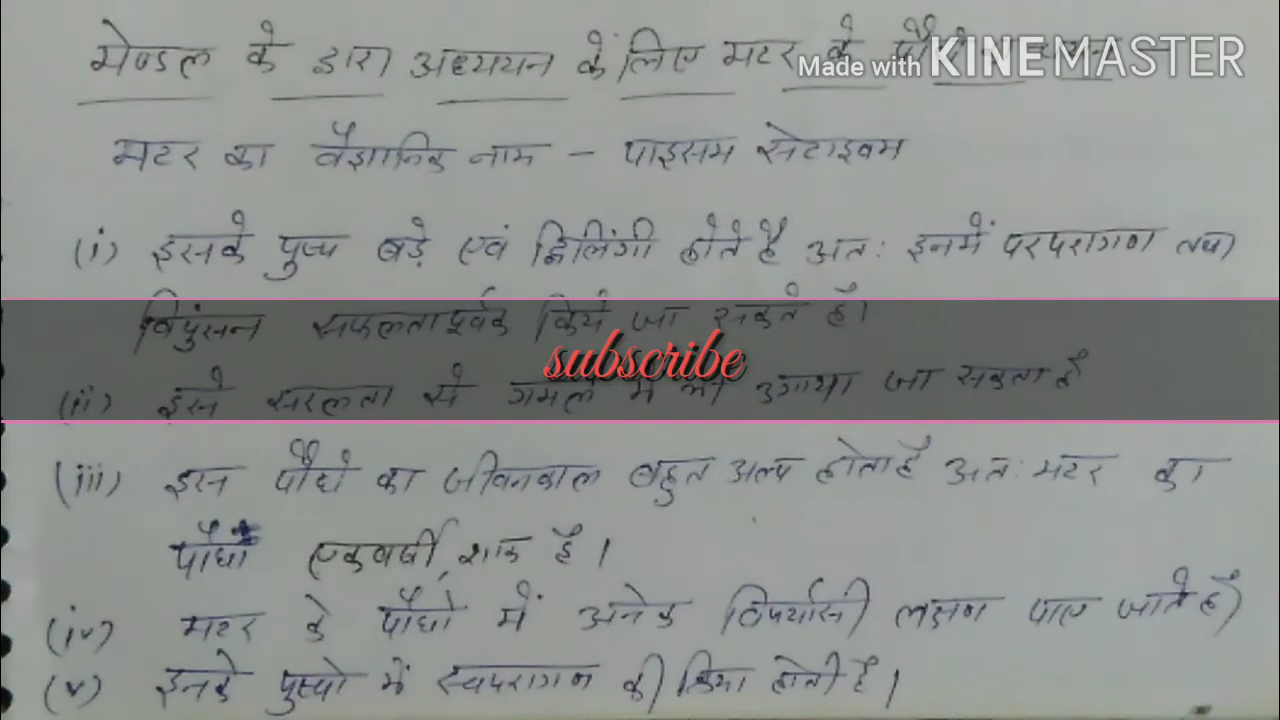 मेण्डल के द्वारा अध्ययन के लिए मटर के
Made with KINEMASTER
मटर का वैज्ञानिक नाम – पाइसम सेटाइवम
(i) इसके पुष्प बड़े एवं द्विलिंगी होते है अतः इनमें परपरागण तथा
विपुंसन सफलतापूर्वक किये जा सकते है।
subscribe
(ii) इसे सरलता से गमले में भी उगाया जा सकता है
(iii) इन पौधो का जीवनकाल बहुत अल्प होता है अतः मटर का
पौधा एकवर्षी, शाक है।
(iv) मटर के पौधो में अनेक विपर्यासी लक्षण पाए जाते है
(v) इनके पुष्पो में स्वपरागण की क्रिया होती है।